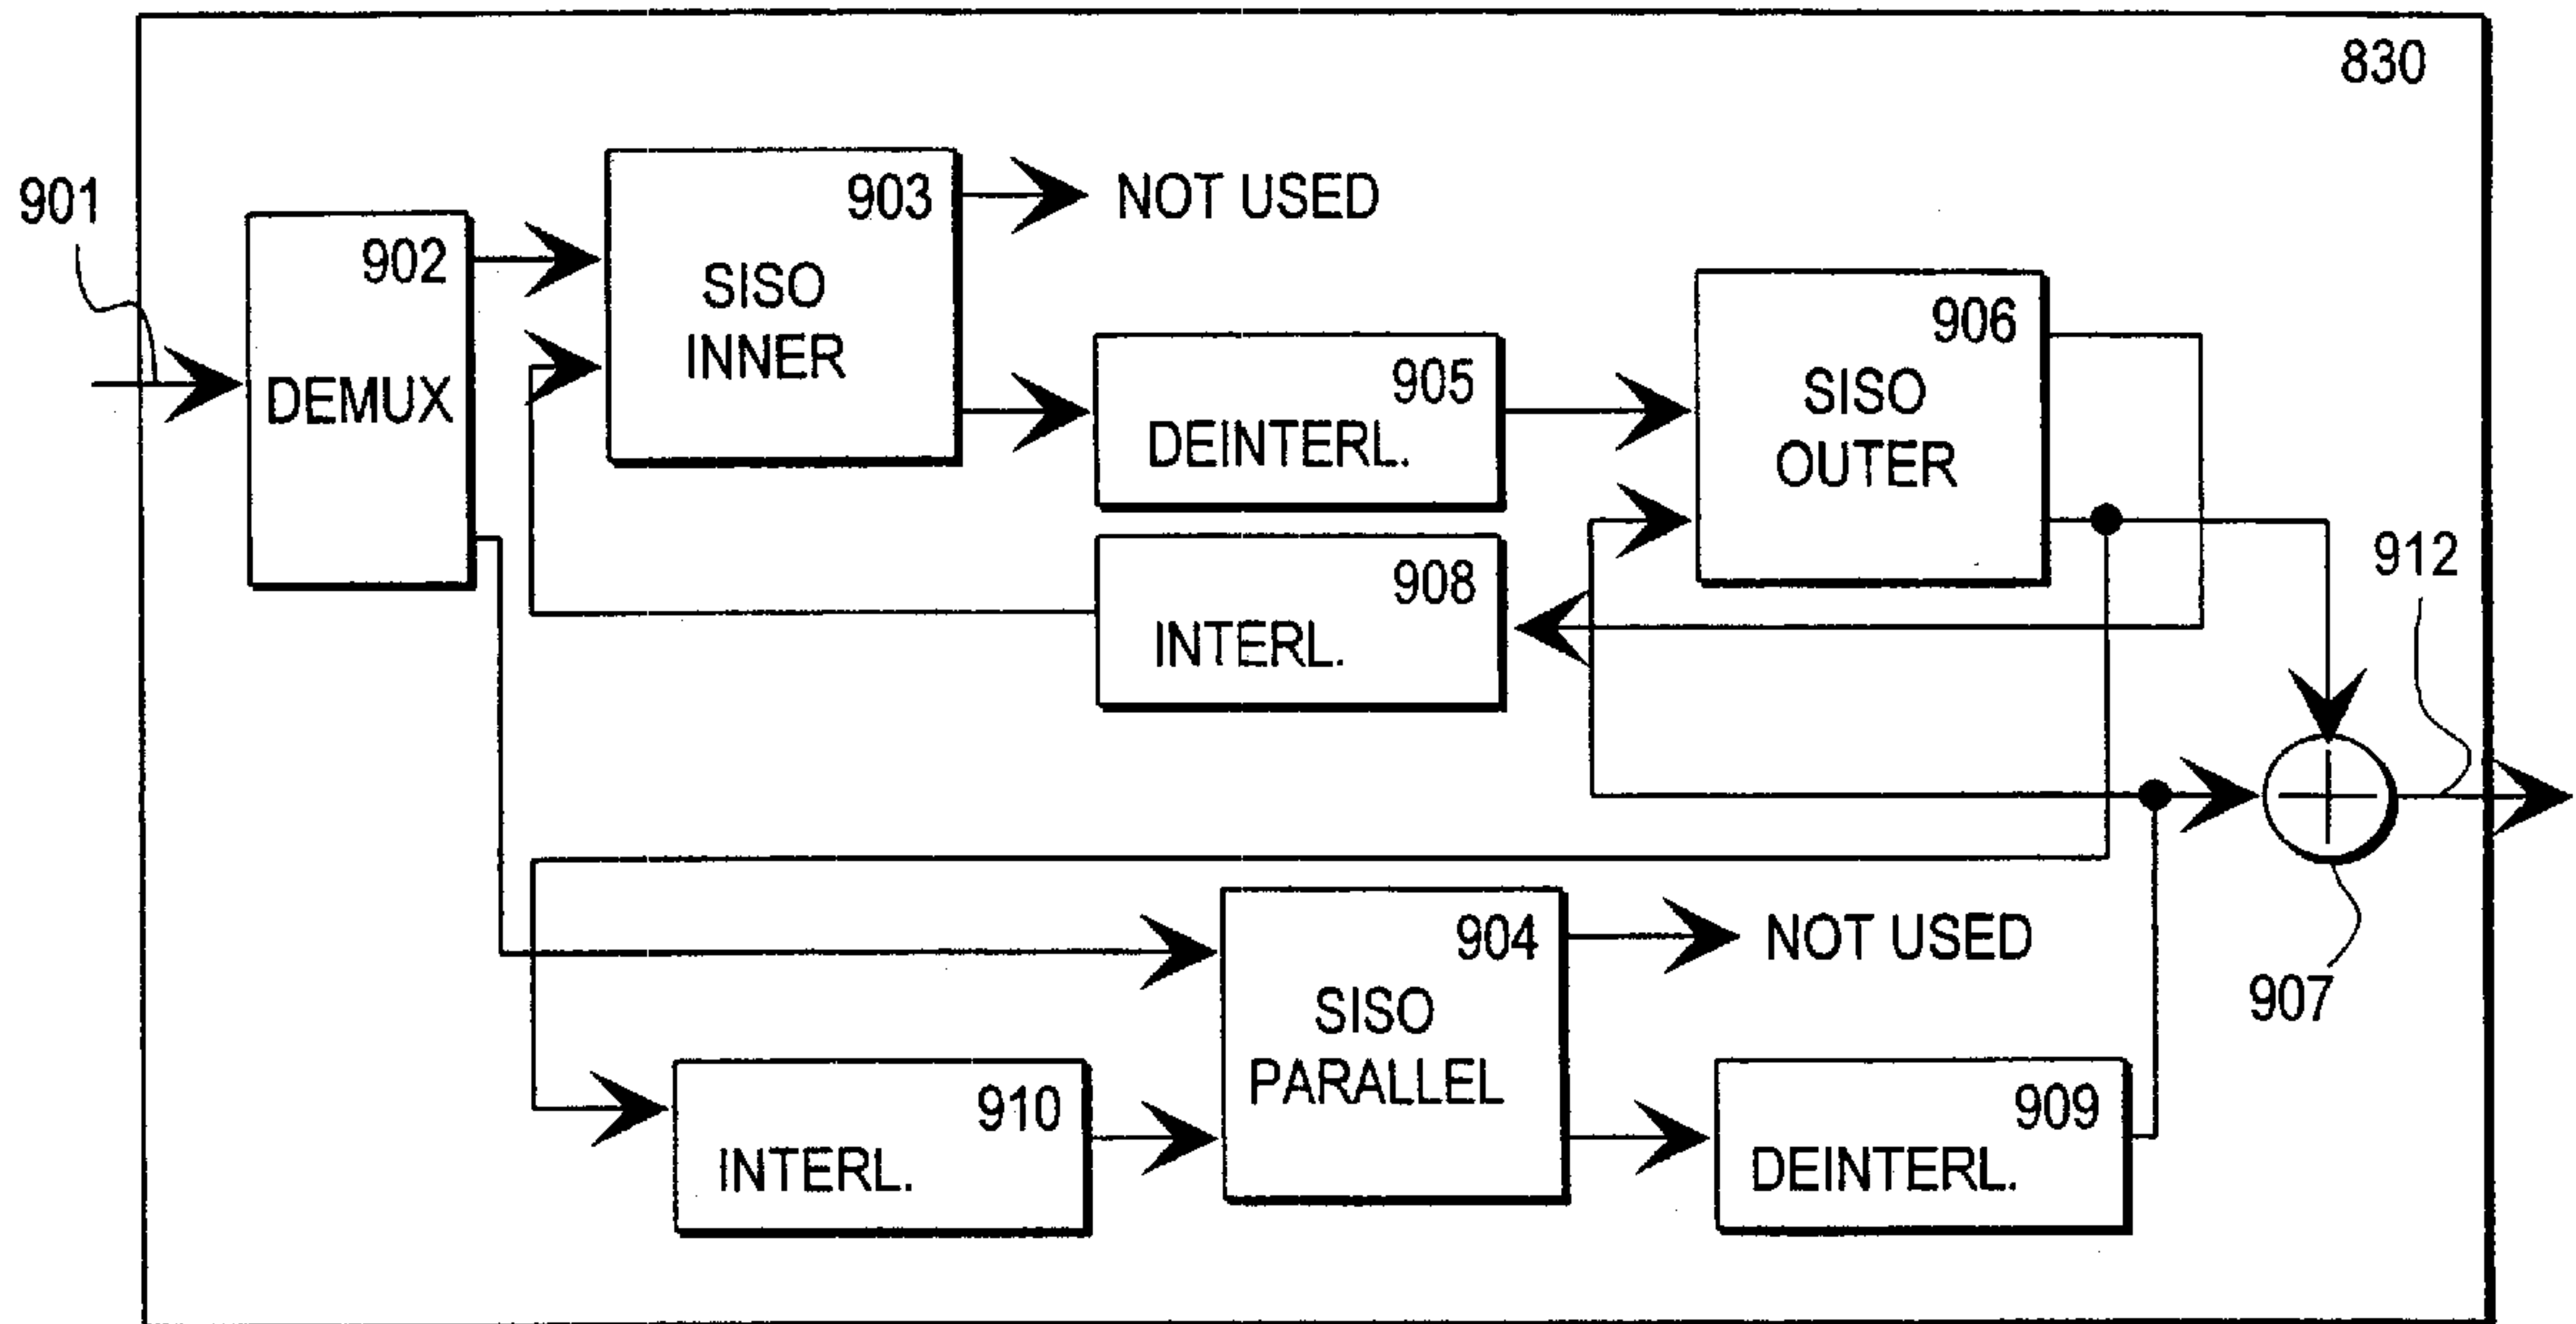 830
901
902
DEMUX
903
SISO
INNER
NOT USED
905
DEINTERL.
906
SISO
OUTER
908
INTERL.
912
907
904
SISO
PARALLEL
NOT USED
910
INTERL.
909
DEINTERL.